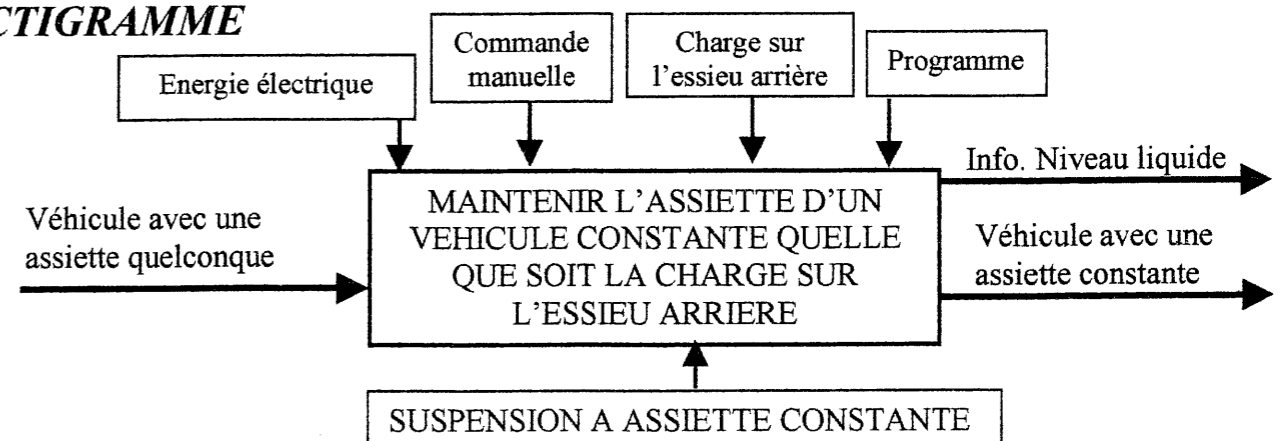 CTIGRAMME
Energie électrique
Commande
manuelle
Charge sur
l'essieu arrière
Programme
Véhicule avec une
assiette quelconque
MAINTENIR L'ASSIETTE D'UN
VEHICULE CONSTANTE QUELLE
QUE SOIT LA CHARGE SUR
L'ESSIEU ARRIERE
Info. Niveau liquide
Véhicule avec une
assiette constante
SUSPENSION A ASSIETTE CONSTANTE